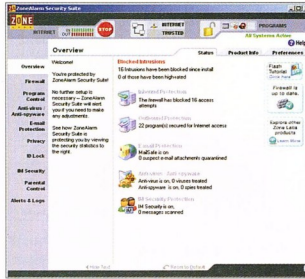 ZoneAlarm Security Suite
ZONE
INTERNET
OUT
STOP
INTERNET
TRUSTED
PROGRAMS
All Systems Active
Help
Overview
Status
Product Info
Preferences
Overview
Firewall
Program Control
Anti-virus / Anti-spyware
E-mail Protection
Privacy
ID Lock
IM Security
Parental Control
Alerts & Logs
Welcome!
You're protected by
ZoneAlarm Security Suite!
No further setup is
necessary – ZoneAlarm
Security Suite will alert
you if you need to make
any adjustments.
See how ZoneAlarm
Security Suite is
protecting you by viewing
the security statistics to
the right.
Blocked Intrusions
16 Intrusions have been blocked since install
0 of those have been high-rated
Inbound Protection
The firewall has blocked 16 access
attempts
Outbound Protection
22 program(s) secured for Internet access
E-mail Protection
MailSafe is on
0 suspect e-mail attachments quarantined
Anti-virus / Anti-spyware
Anti-virus is on, 0 viruses treated
Anti-spyware is on, 0 spies treated
IM Security Protection
IM Security is on,
0 messages scanned
Flash
Tutorial
Click Here
Firewall is
up to date.
Explore other
Zone Labs
products
Learn More
Hide Text
Reset to Default